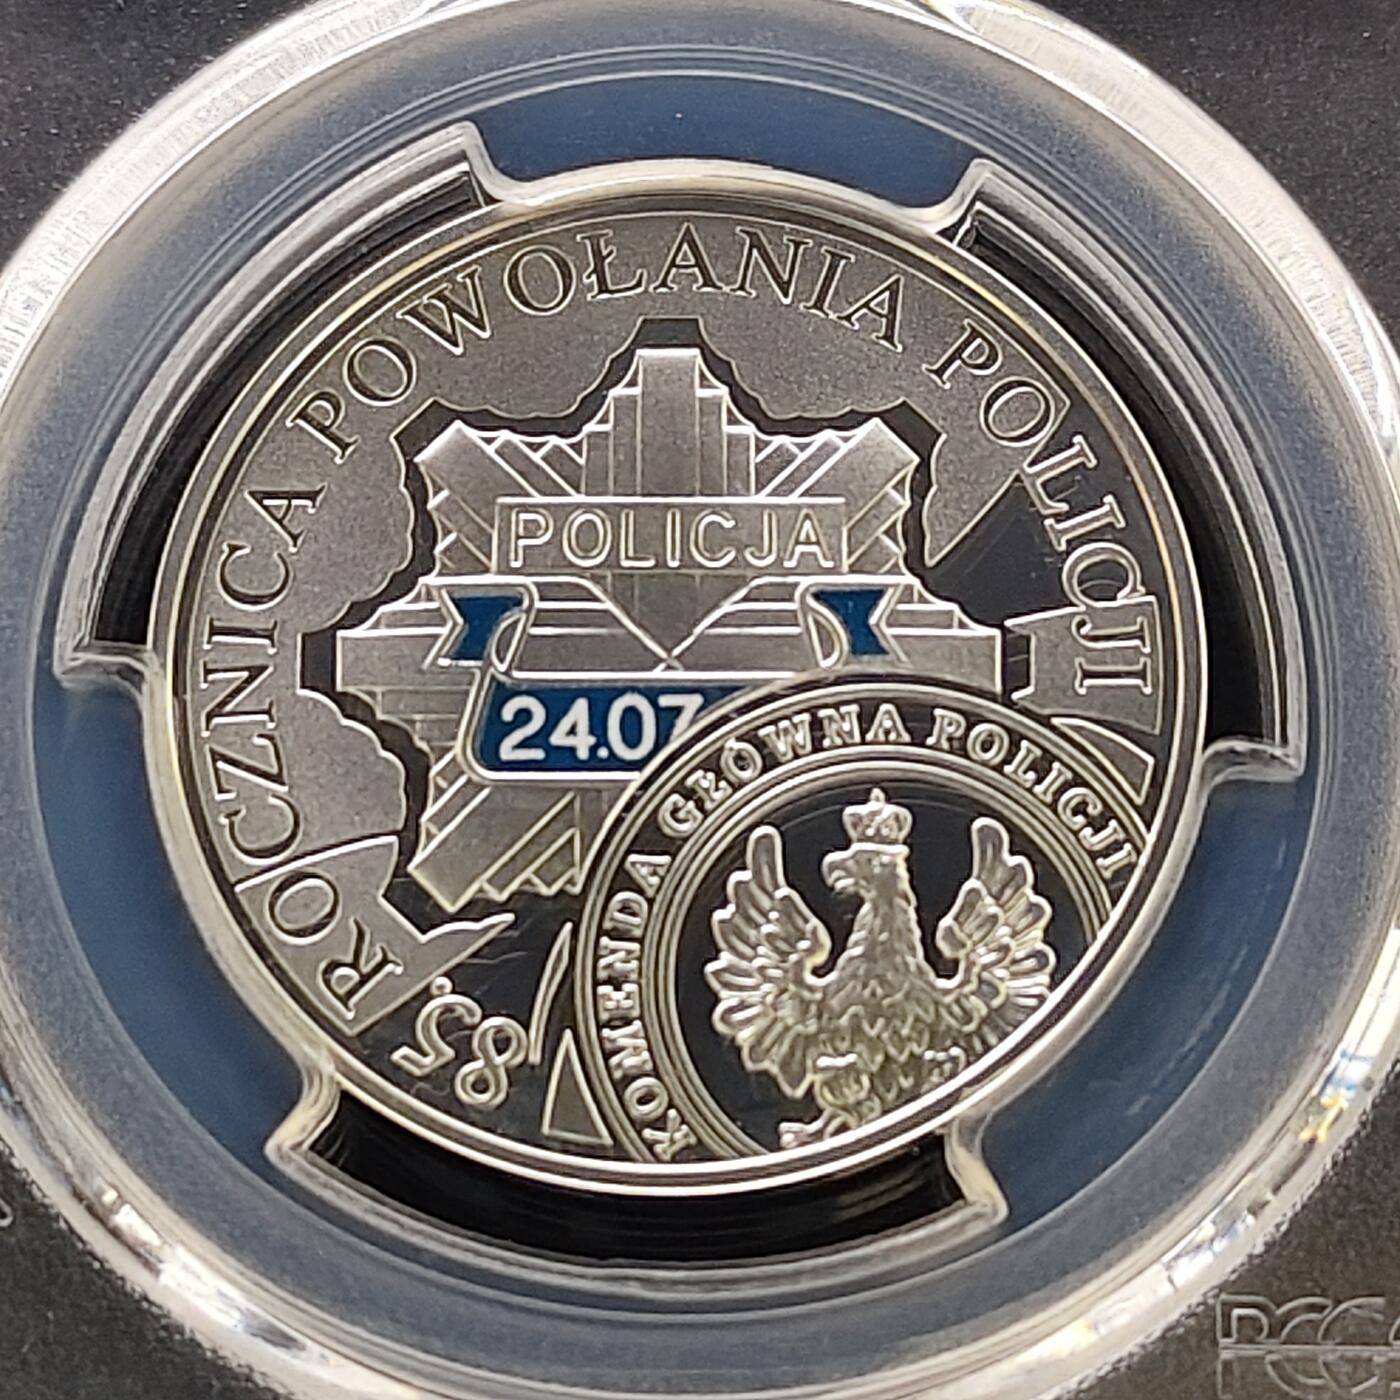 85. ROCZNICA POWOŁANIA POLICJI
POLICJA
24.07
KOMENDA GŁÓWNA POLICJI